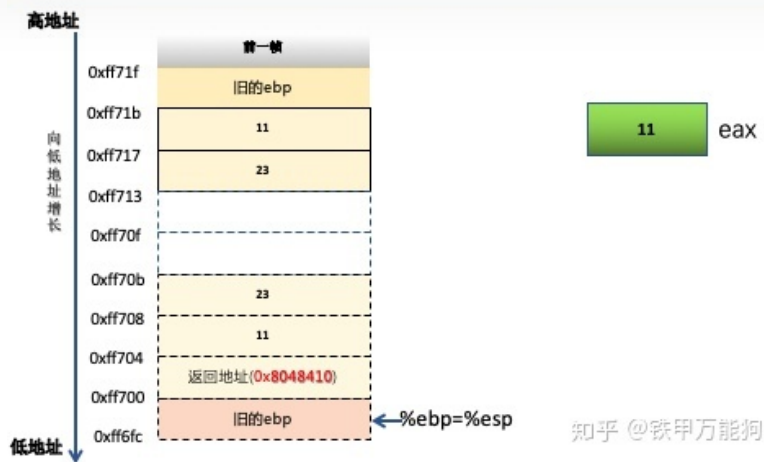 高地址
前一帧
0xff71f
旧的ebp
0xff71b
11
0xff717
23
0xff713
0xff70f
0xff70b
23
0xff708
11
0xff704
返回地址(0x8048410)
0xff700
旧的ebp
0xff6fc
低地址
向低地址增长
%ebp=%esp
11
eax
知乎 @铁甲万能狗